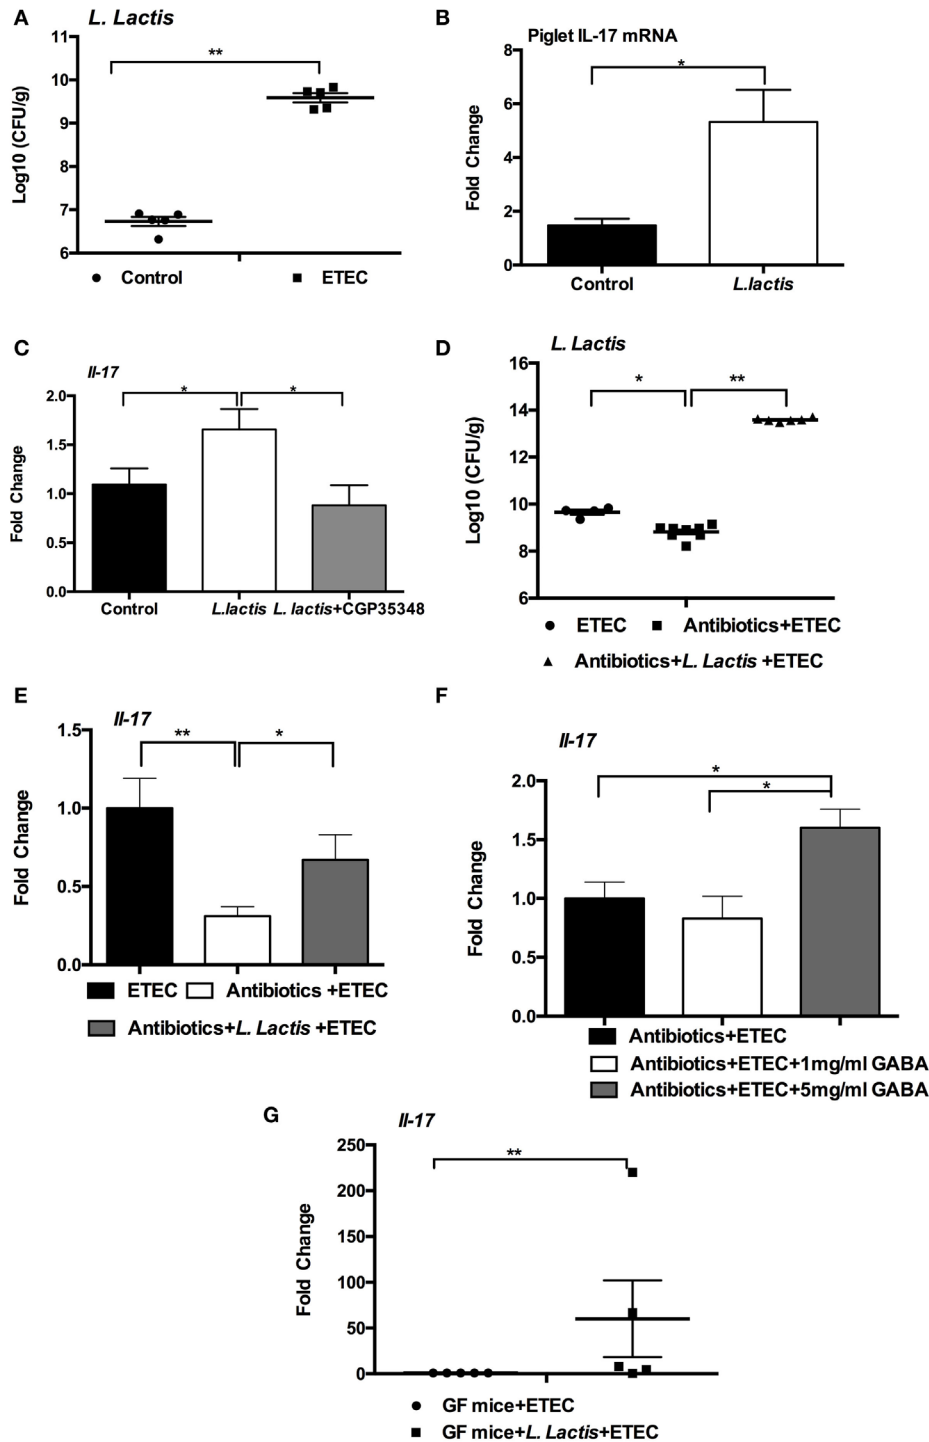 A
L. Lactis
Log10 (CFU/g)
11
10
9
8
7
6
**
Control
ETEC
B
Piglet IL-17 mRNA
Fold Change
8
6
4
2
0
*
Control
L.lactis
C
Il-17
Fold Change
2.0
1.5
1.0
0.5
0.0
*
*
Control
L.lactis
L. lactis+CGP35348
D
L. Lactis
Log10 (CFU/g)
16
14
12
10
8
6
*
**
ETEC
Antibiotics+ETEC
Antibiotics+L. Lactis +ETEC
E
Il-17
Fold Change
1.5
1.0
0.5
0.0
**
*
ETEC
Antibiotics +ETEC
Antibiotics+L. Lactis +ETEC
F
Il-17
Fold Change
2.0
1.5
1.0
0.5
0.0
*
*
Antibiotics+ETEC
Antibiotics+ETEC+1mg/ml GABA
Antibiotics+ETEC+5mg/ml GABA
G
Il-17
Fold Change
250
200
150
100
50
0
**
GF mice+ETEC
GF mice+L. Lactis+ETEC